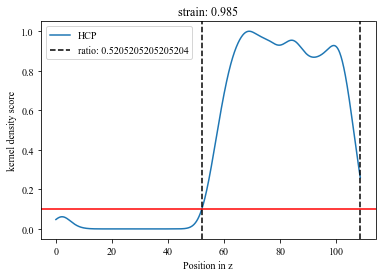 strain: 0.985
HCP
ratio: 0.5205205205205204
kernel density score
1.0
0.8
0.6
0.4
0.2
0.0
0 20 40 60 80 100
Position in z